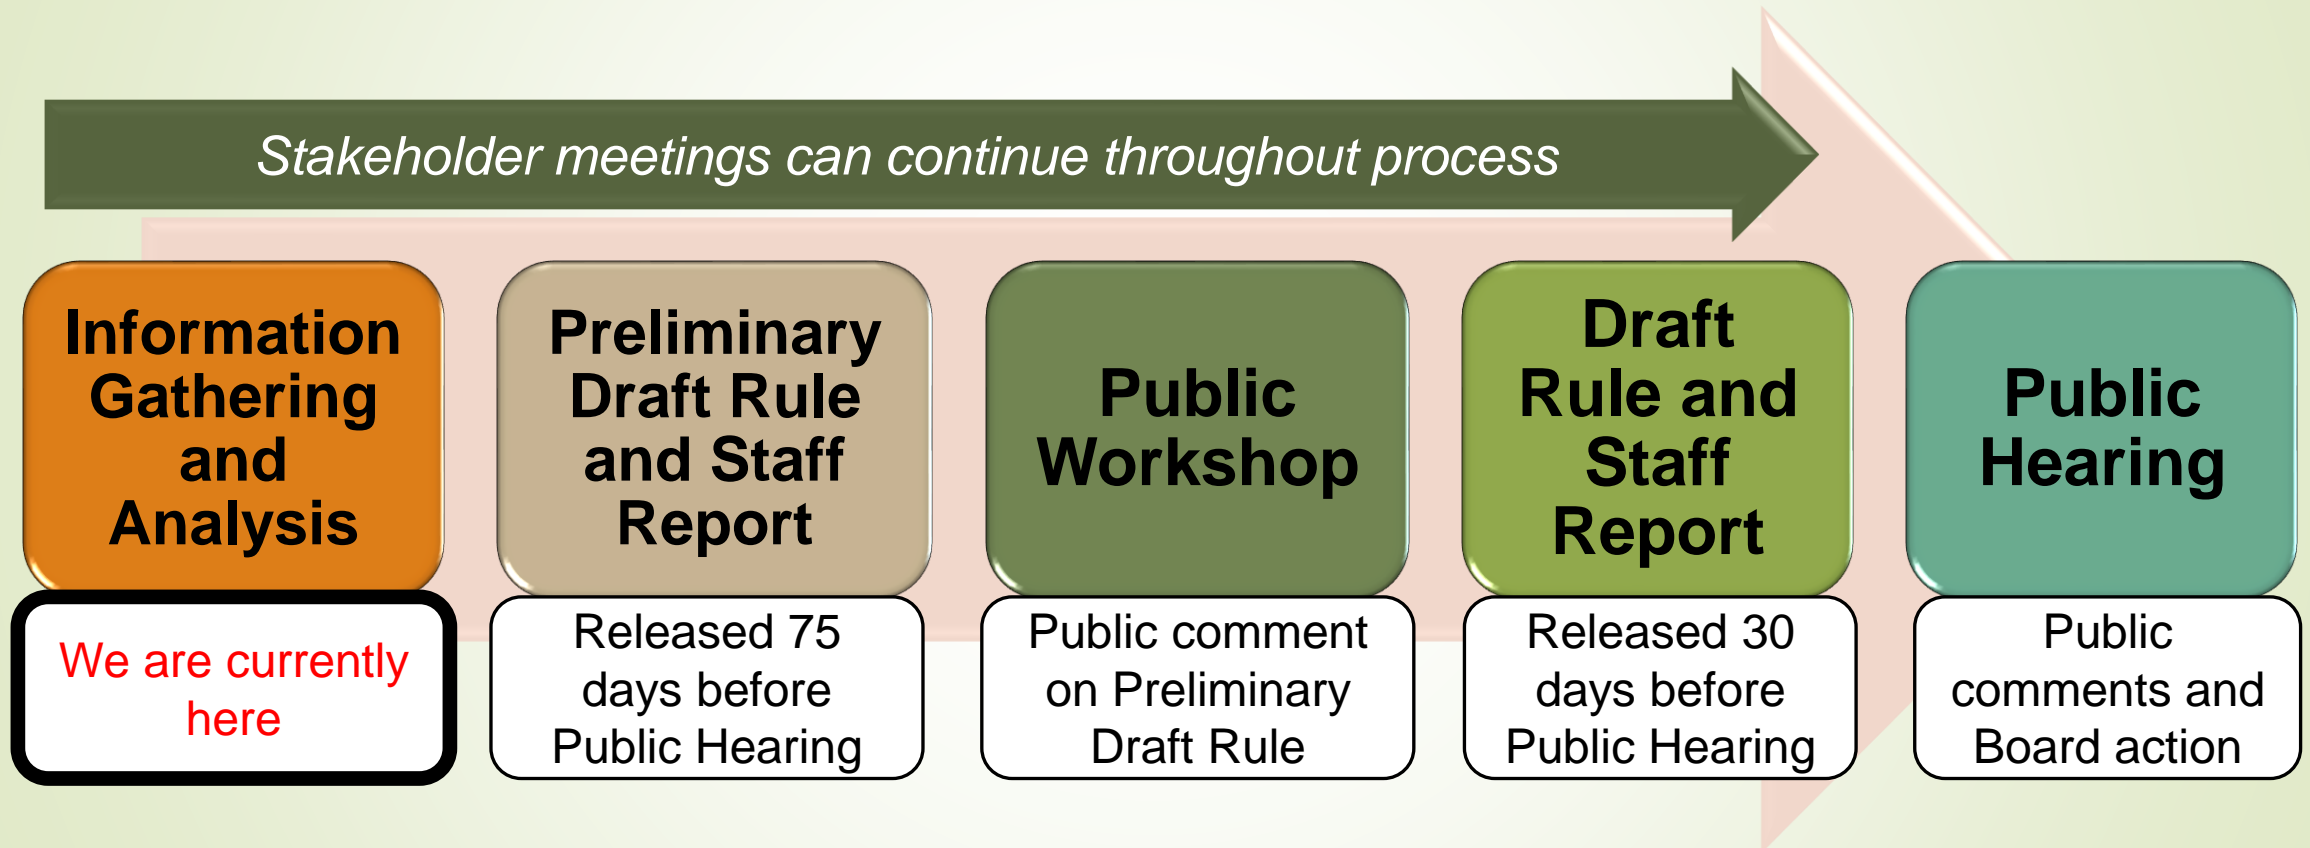 Stakeholder meetings can continue throughout process
Information
Gathering
and
Analysis
We are currently
here
Preliminary
Draft Rule
and Staff
Report
Released 75
days before
Public Hearing
Public
Workshop
Public comment
on Preliminary
Draft Rule
Draft
Rule and
Staff
Report
Released 30
days before
Public Hearing
Public
Hearing
Public
comments and
Board action